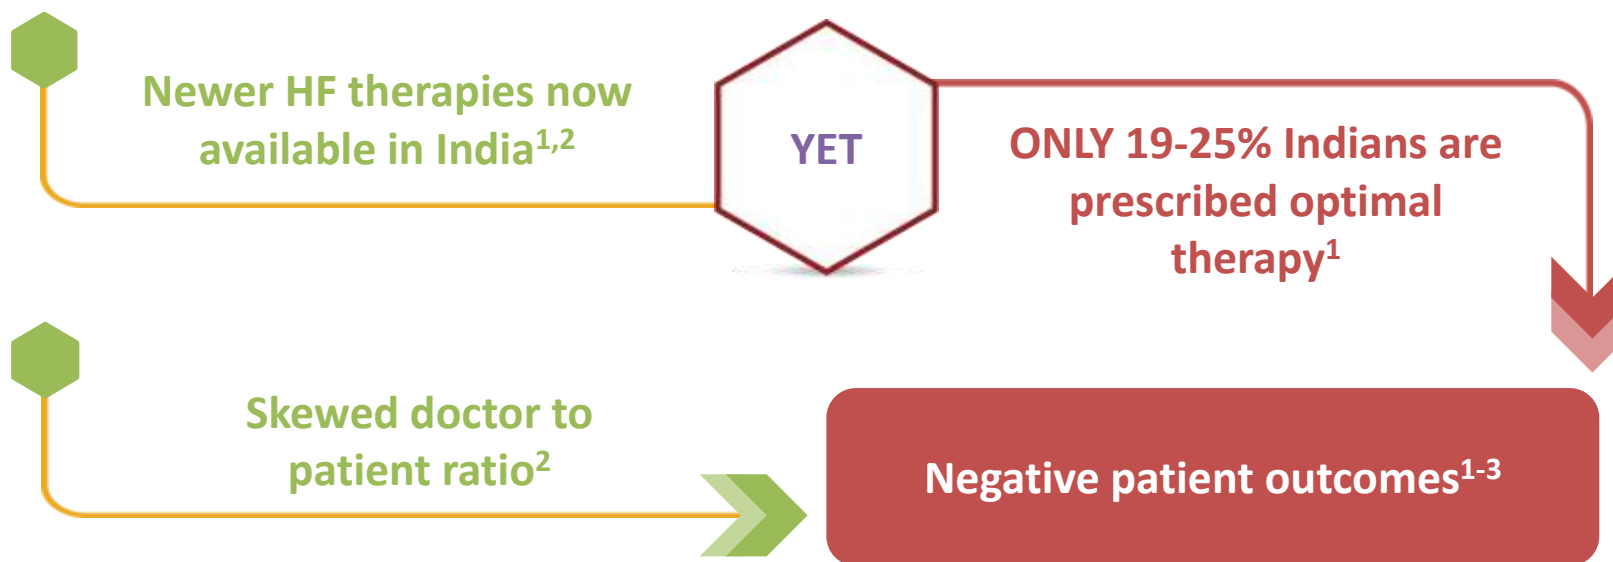 Newer HF therapies now
available in India1,2
YET
ONLY 19-25% Indians are
prescribed optimal
therapy1
Skewed doctor to
patient ratio2
Negative patient outcomes1-3